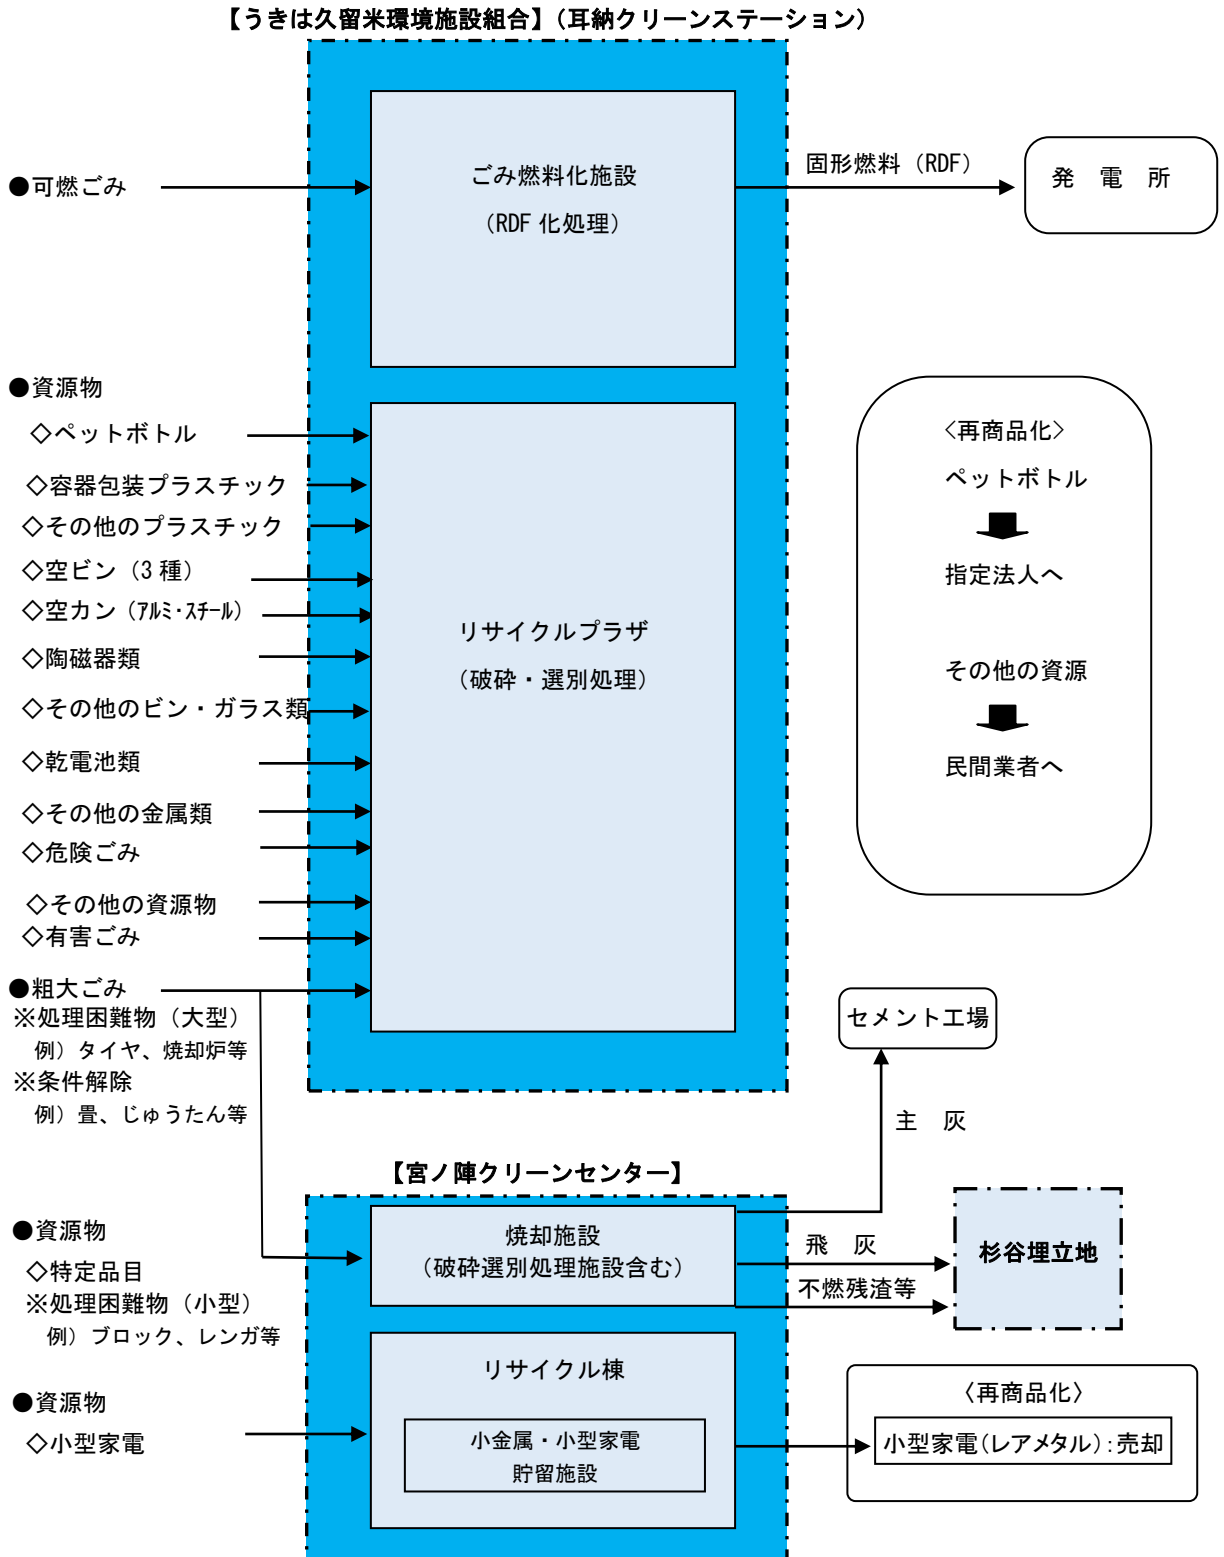 【うきは久留米環境施設組合】（耳納クリーンステーション）
●可燃ごみ
ごみ燃料化施設
（RDF 化処理）
固形燃料（RDF）
発 電 所
●資源物
◇ペットボトル
◇容器包装プラスチック
◇その他のプラスチック
◇空ビン（3 種）
◇空カン（ｱﾙﾐ・ｽﾁｰﾙ）
◇陶磁器類
◇その他のビン・ガラス類
◇乾電池類
◇その他の金属類
◇危険ごみ
◇その他の資源物
◇有害ごみ
リサイクルプラザ
（破砕・選別処理）
〈再商品化〉
ペットボトル
指定法人へ
その他の資源
民間業者へ
●粗大ごみ
※処理困難物（大型）
例）タイヤ、焼却炉等
※条件解除
例）畳、じゅうたん等
セメント工場
主 灰
【宮ノ陣クリーンセンター】
●資源物
◇特定品目
※処理困難物（小型）
例）ブロック、レンガ等
焼却施設
（破砕選別処理施設含む）
飛 灰
不燃残渣等
杉谷埋立地
●資源物
◇小型家電
リサイクル棟
小金属・小型家電
貯留施設
〈再商品化〉
小型家電（レアメタル）：売却